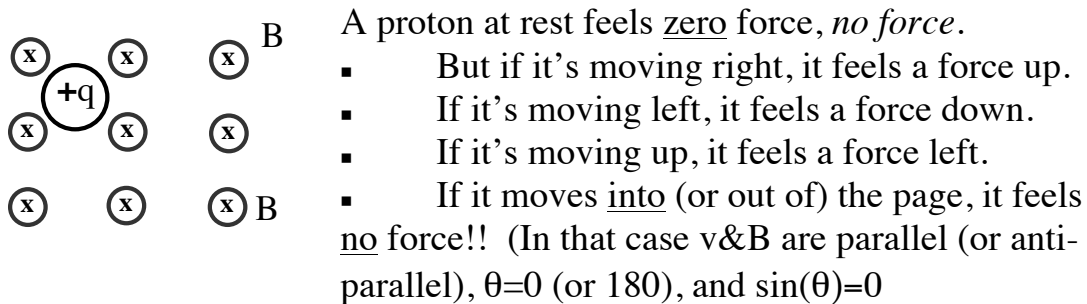 B
x x x
+q
x x x
x x x B
A proton at rest feels zero force, no force.
▪ But if it's moving right, it feels a force up.
▪ If it's moving left, it feels a force down.
▪ If it's moving up, it feels a force left.
▪ If it moves into (or out of) the page, it feels
no force!! (In that case v&B are parallel (or anti-
parallel), θ=0 (or 180), and sin(θ)=0